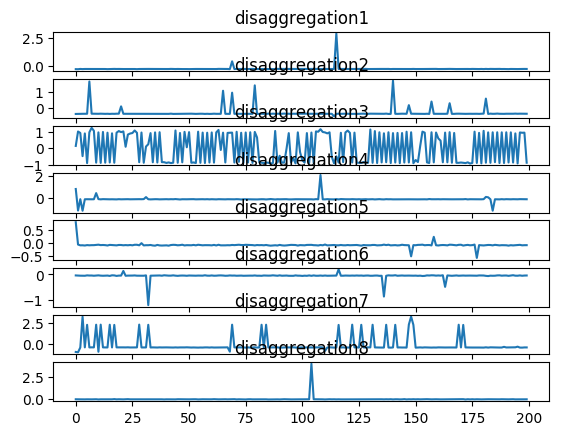 disaggregation1
2.5
0.0
disaggregation2
1
0
disaggregation3
1
0
−1
disaggregation4
2
0
disaggregation5
0.5
0.0
−0.5
disaggregation6
0
−1
disaggregation7
2.5
0.0
disaggregation8
2.5
0.0
0 25 50 75 100 125 150 175 200